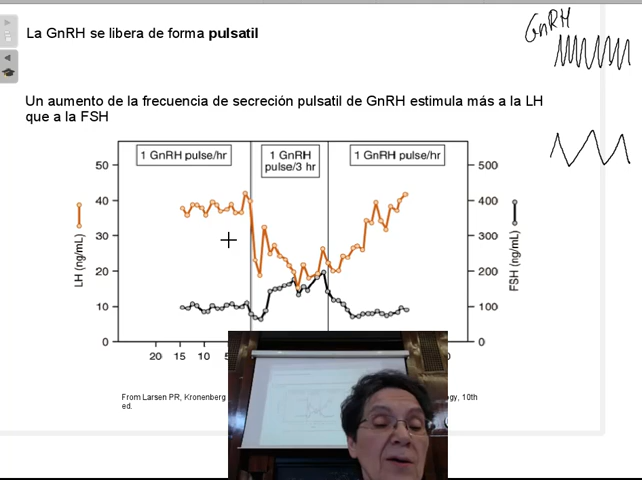 La GnRH se libera de forma pulsatil
GnRH
Un aumento de la frecuencia de secreción pulsatil de GnRH estimula más a la LH
que a la FSH
1 GnRH pulse/hr
1 GnRH
pulse/3 hr
1 GnRH pulse/hr
50
40
30
20
10
0
LH (ng/mL)
500
400
300
200
100
0
FSH (ng/mL)
20 15 10
From Larsen PR, Kronenberg
10th
ed.